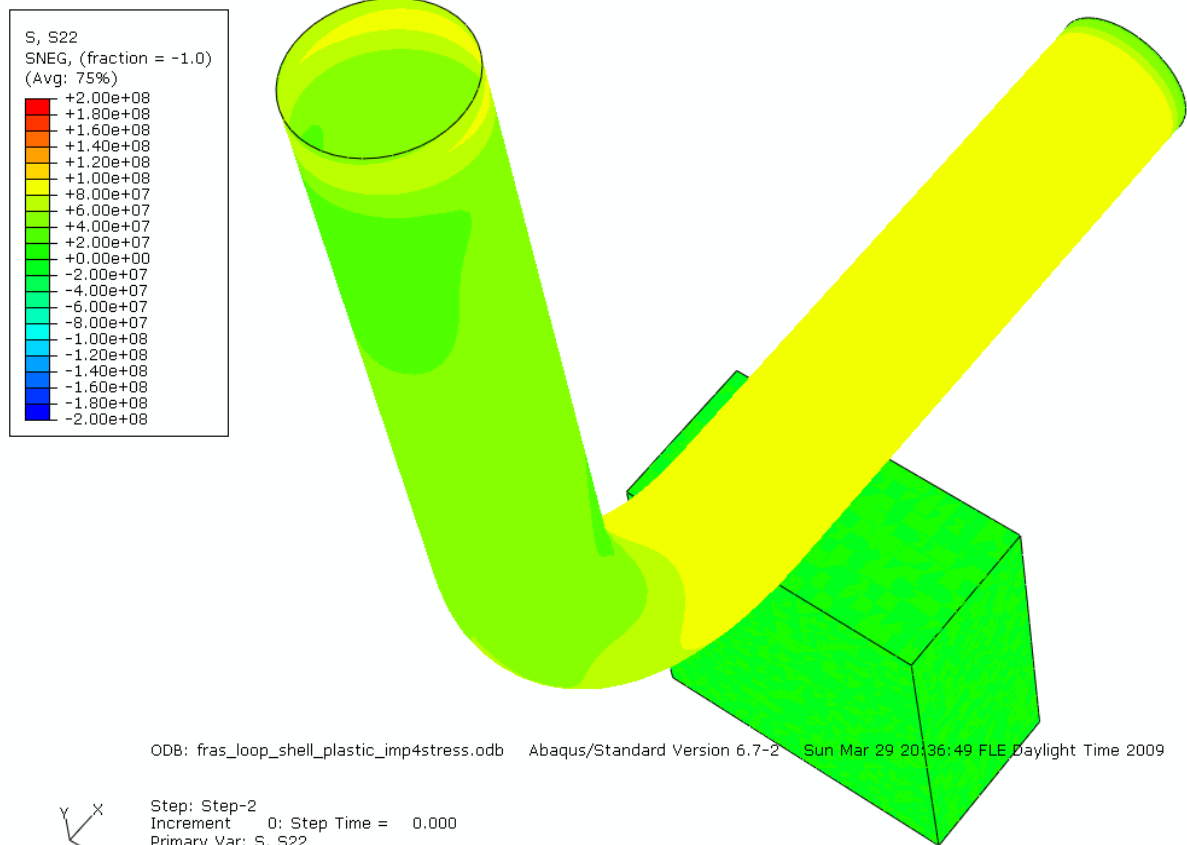 S, S22
SNEG, (fraction = -1.0)
(Avg: 75%)
+2.00e+08
+1.80e+08
+1.60e+08
+1.40e+08
+1.20e+08
+1.00e+08
+8.00e+07
+6.00e+07
+4.00e+07
+2.00e+07
+0.00e+00
-2.00e+07
-4.00e+07
-6.00e+07
-8.00e+07
-1.00e+08
-1.20e+08
-1.40e+08
-1.60e+08
-1.80e+08
-2.00e+08
ODB: fras_loop_shell_plastic_imp4stress.odb Abaqus/Standard Version 6.7-2 Sun Mar 29 20:36:49 FLE Daylight Time 2009
Y X
Step: Step-2
Increment 0: Step Time = 0.000
Primary Var: S, S22